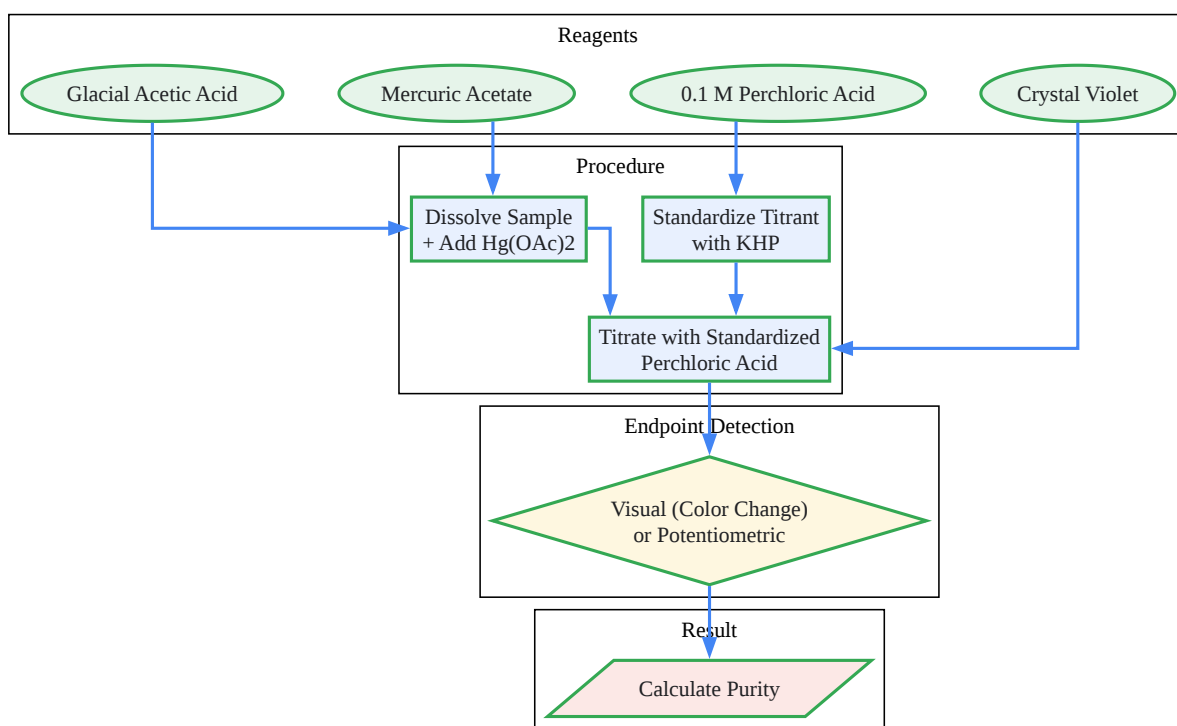 Reagents
Glacial Acetic Acid
Mercuric Acetate
0.1 M Perchloric Acid
Crystal Violet
Procedure
Dissolve Sample
+ Add Hg(OAc)2
Standardize Titrant
with KHP
Titrate with Standardized
Perchloric Acid
Endpoint Detection
Visual (Color Change)
or Potentiometric
Result
Calculate Purity